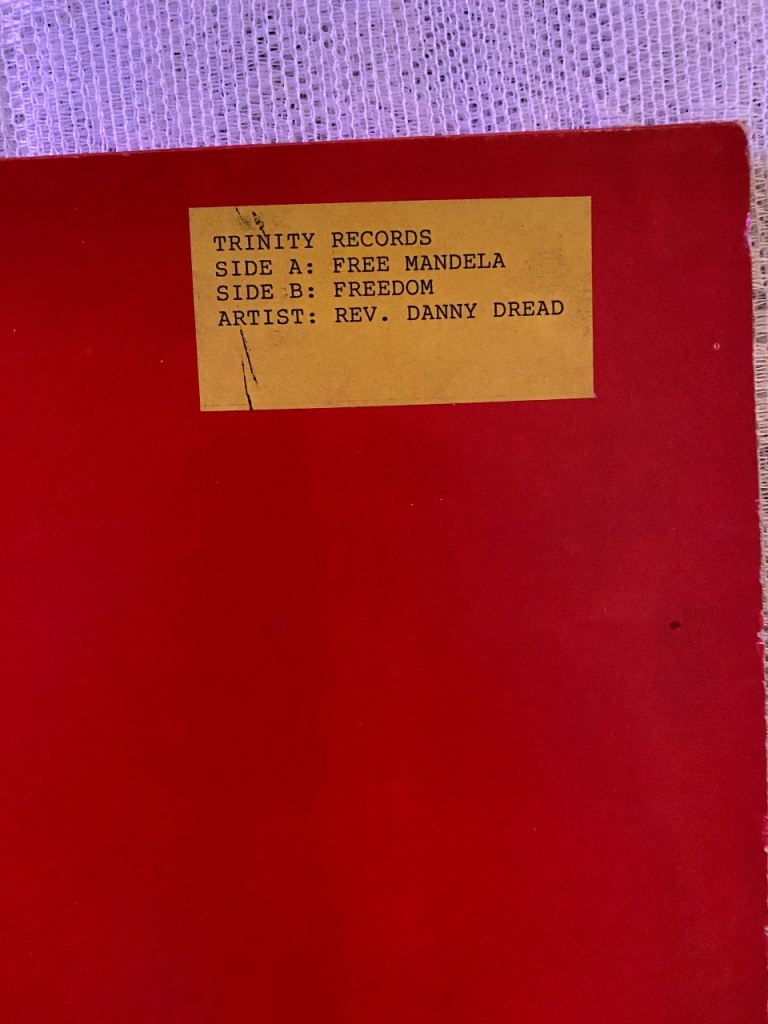 TRINITY RECORDS
SIDE A: FREE MANDELA
SIDE B: FREEDOM
ARTIST: REV. DANNY DREAD